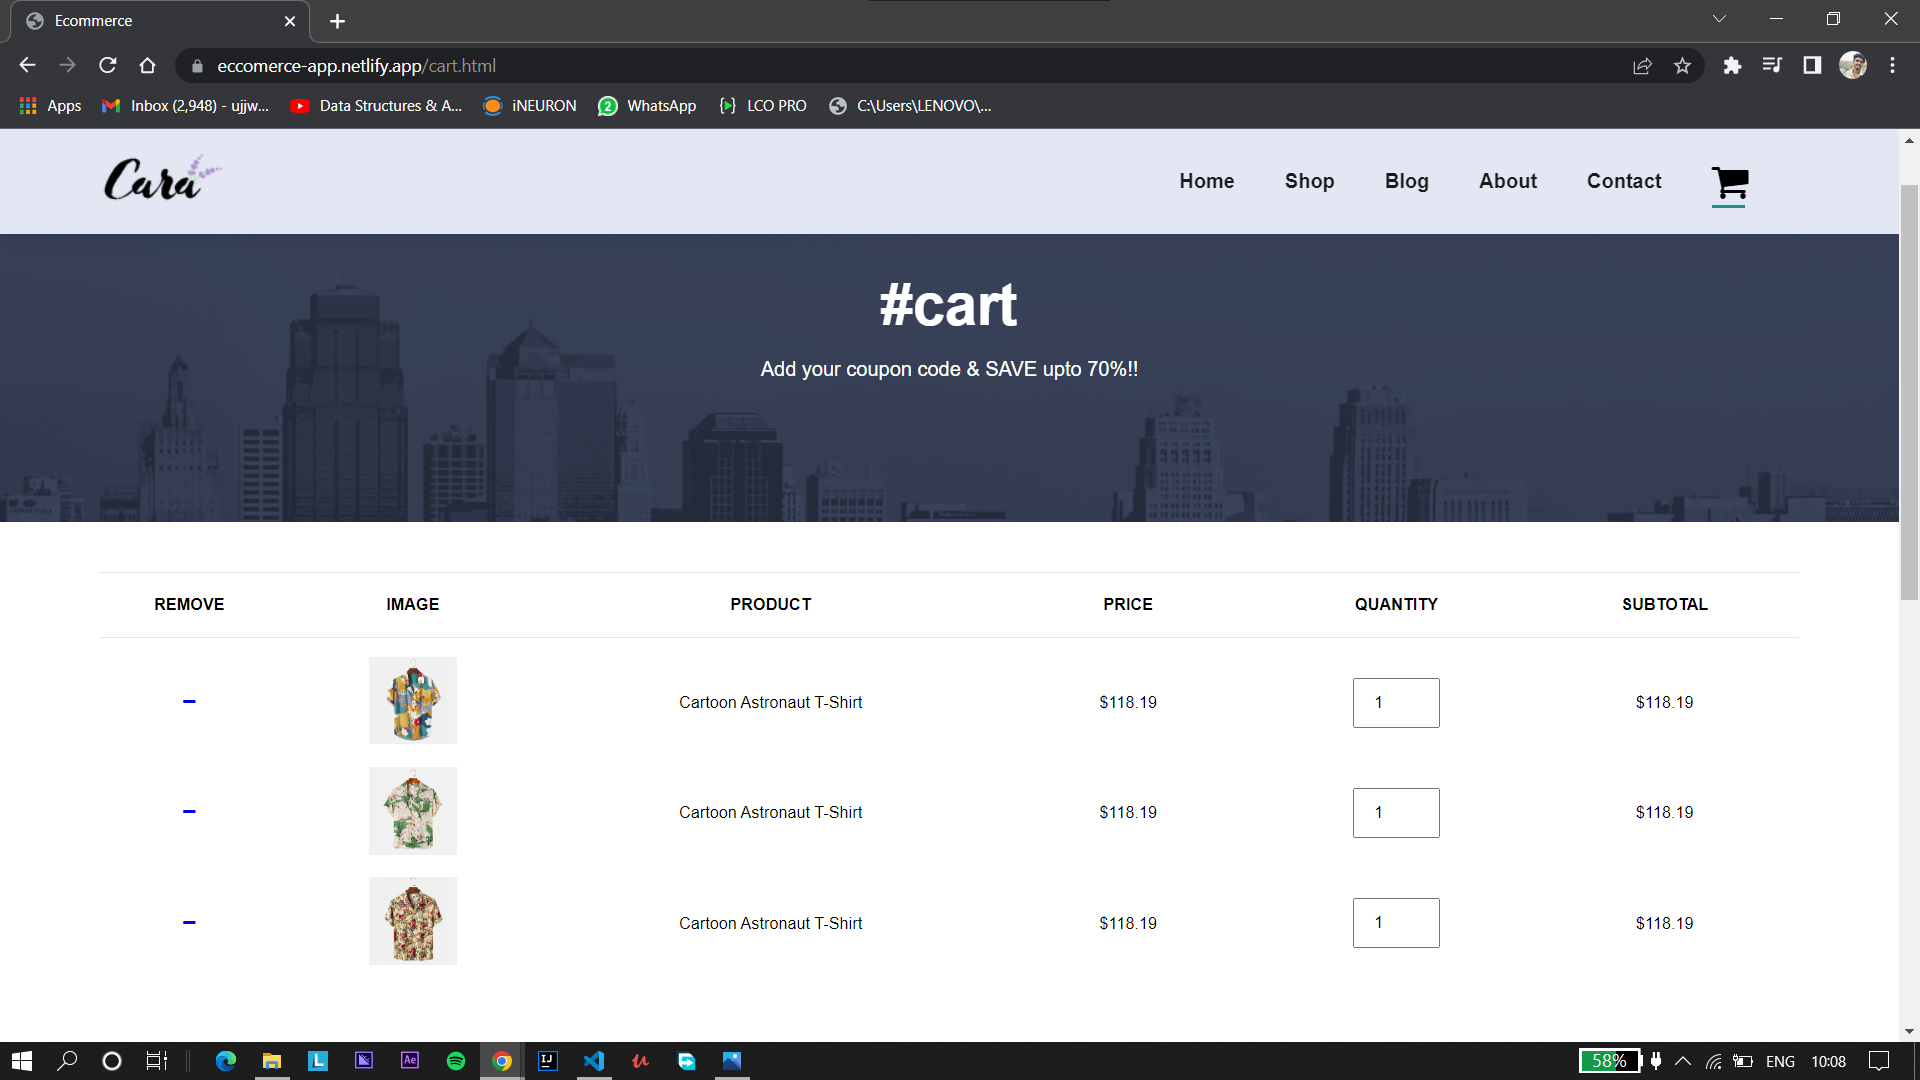 Ecommerce
eccomerce-app.netlify.app/cart.html
Apps Inbox (2,948) - ujjw... Data Structures & A... iNEURON 2 WhatsApp LCO PRO C:\Users\LENOVO\...
Cara Home Shop Blog About Contact
#cart
Add your coupon code & SAVE upto 70%!!
REMOVE IMAGE PRODUCT PRICE QUANTITY SUBTOTAL
Cartoon Astronaut T-Shirt $118.19 1 $118.19
Cartoon Astronaut T-Shirt $118.19 1 $118.19
Cartoon Astronaut T-Shirt $118.19 1 $118.19
L Ae IJ 58% ENG 10:08